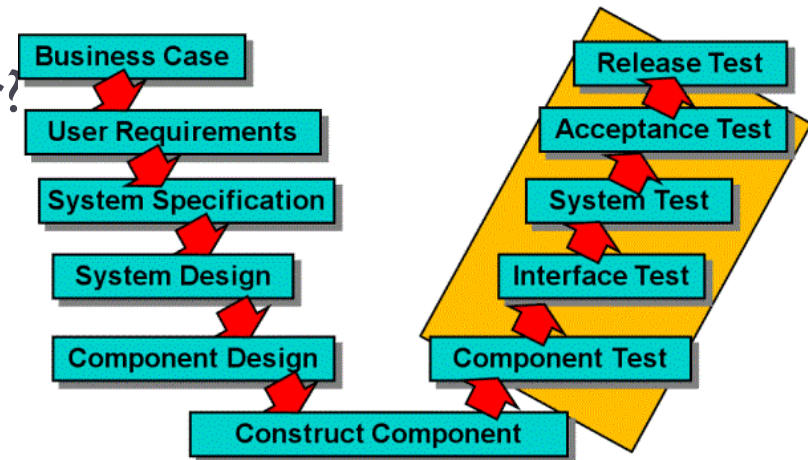 Business Case
?
User Requirements
System Specification
System Design
Component Design
Construct Component
Component Test
Interface Test
System Test
Acceptance Test
Release Test